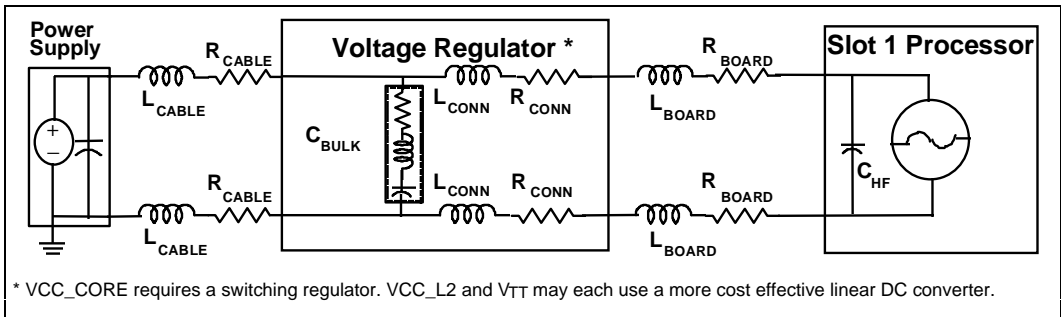 Power
Supply
Voltage Regulator *
Slot 1 Processor
R CABLE
L CABLE
L CONN
R CONN
R BOARD
L BOARD
C BULK
C HF
+
−
R CABLE
L CABLE
L CONN
R CONN
R BOARD
L BOARD
* VCC_CORE requires a switching regulator. VCC_L2 and VTT may each use a more cost effective linear DC converter.